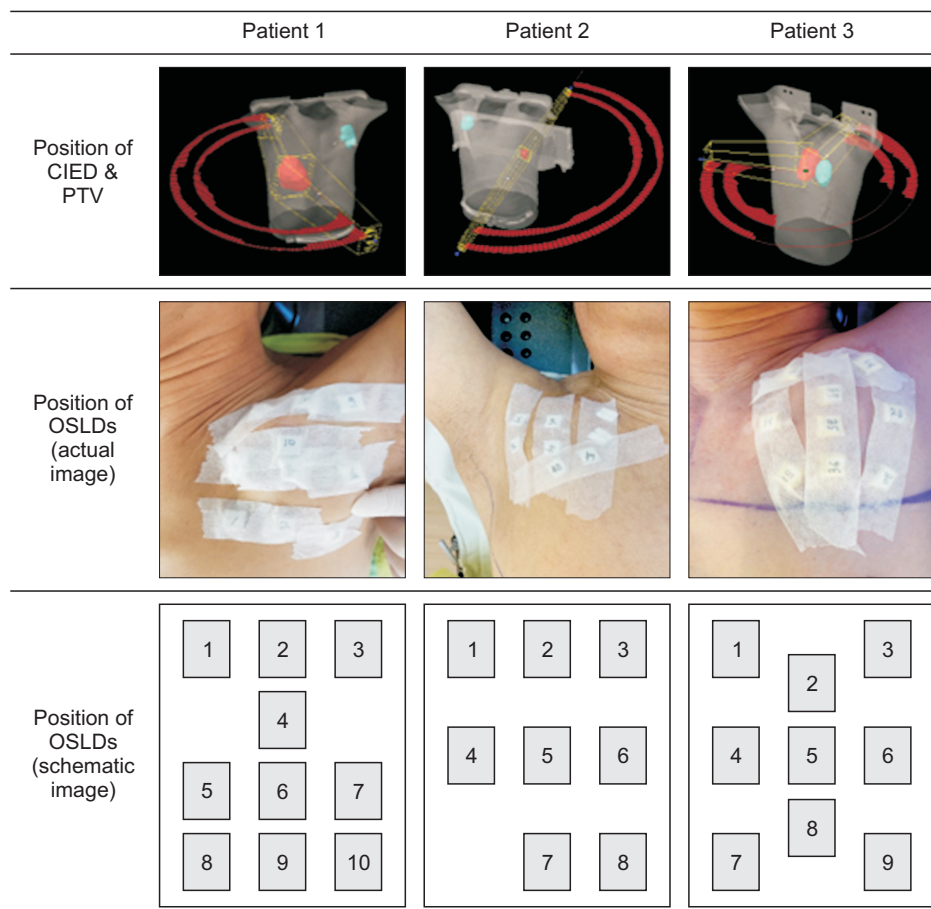 Patient 1
Patient 2
Patient 3
Position of
CIED &
PTV
Position of
OSLDs
(actual
image)
Position of
OSLDs
(schematic
image)
1 2 3
4
5 6 7
8 9 10
1 2 3
4 5 6
7 8
1 3
2
4 5 6
8
7 9